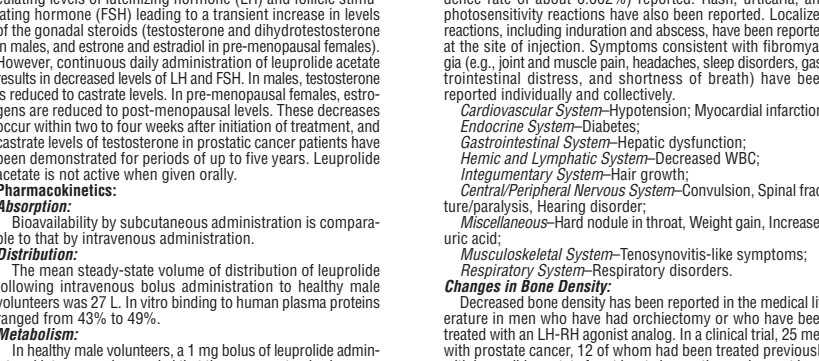 culating levels of luteinizing hormone (LH) and follicle stimu-
lating hormone (FSH) leading to a transient increase in levels
of the gonadal steroids (testosterone and dihydrotestosterone
in males, and estrone and estradiol in pre-menopausal females).
However, continuous daily administration of leuprolide acetate
results in decreased levels of LH and FSH. In males, testosterone
is reduced to castrate levels. In pre-menopausal females, estro-
gens are reduced to post-menopausal levels. These decreases
occur within two to four weeks after initiation of treatment, and
castrate levels of testosterone in prostatic cancer patients have
been demonstrated for periods of up to five years. Leuprolide
acetate is not active when given orally.
Pharmacokinetics:
Absorption:
Bioavailability by subcutaneous administration is compara-
ble to that by intravenous administration.
Distribution:
The mean steady-state volume of distribution of leuprolide
following intravenous bolus administration to healthy male
volunteers was 27 L. In vitro binding to human plasma proteins
ranged from 43% to 49%.
Metabolism:
In healthy male volunteers, a 1 mg bolus of leuprolide admin-
dence rate of about 0.002%) reported. Rash, urticaria, and
photosensitivity reactions have also been reported. Localize
reactions, including induration and abscess, have been reporte
at the site of injection. Symptoms consistent with fibromya
gia (e.g., joint and muscle pain, headaches, sleep disorders, gas
trointestinal distress, and shortness of breath) have bee
reported individually and collectively.
Cardiovascular System–Hypotension; Myocardial infarction
Endocrine System–Diabetes;
Gastrointestinal System–Hepatic dysfunction;
Hemic and Lymphatic System–Decreased WBC;
Integumentary System–Hair growth;
Central/Peripheral Nervous System–Convulsion, Spinal frac
ture/paralysis, Hearing disorder;
Miscellaneous–Hard nodule in throat, Weight gain, Increase
uric acid;
Musculoskeletal System–Tenosynovitis-like symptoms;
Respiratory System–Respiratory disorders.
Changes in Bone Density:
Decreased bone density has been reported in the medical lit
erature in men who have had orchiectomy or who have bee
treated with an LH-RH agonist analog. In a clinical trial, 25 me
with prostate cancer, 12 of whom had been treated previousl